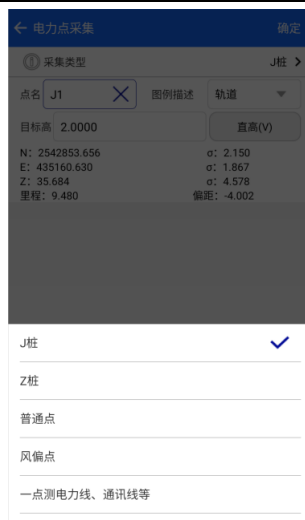 ← 电力点采集 确定
采集类型 J桩 >
点名 J1 图例描述 轨道
目标高 2.0000 直高(V)
N: 2542853.656 σ: 2.150
E: 435160.630 σ: 1.867
Z: 35.684 σ: 4.578
里程: 9.480 偏距: -4.002
J桩
Z桩
普通点
风偏点
一点测电力线、通讯线等